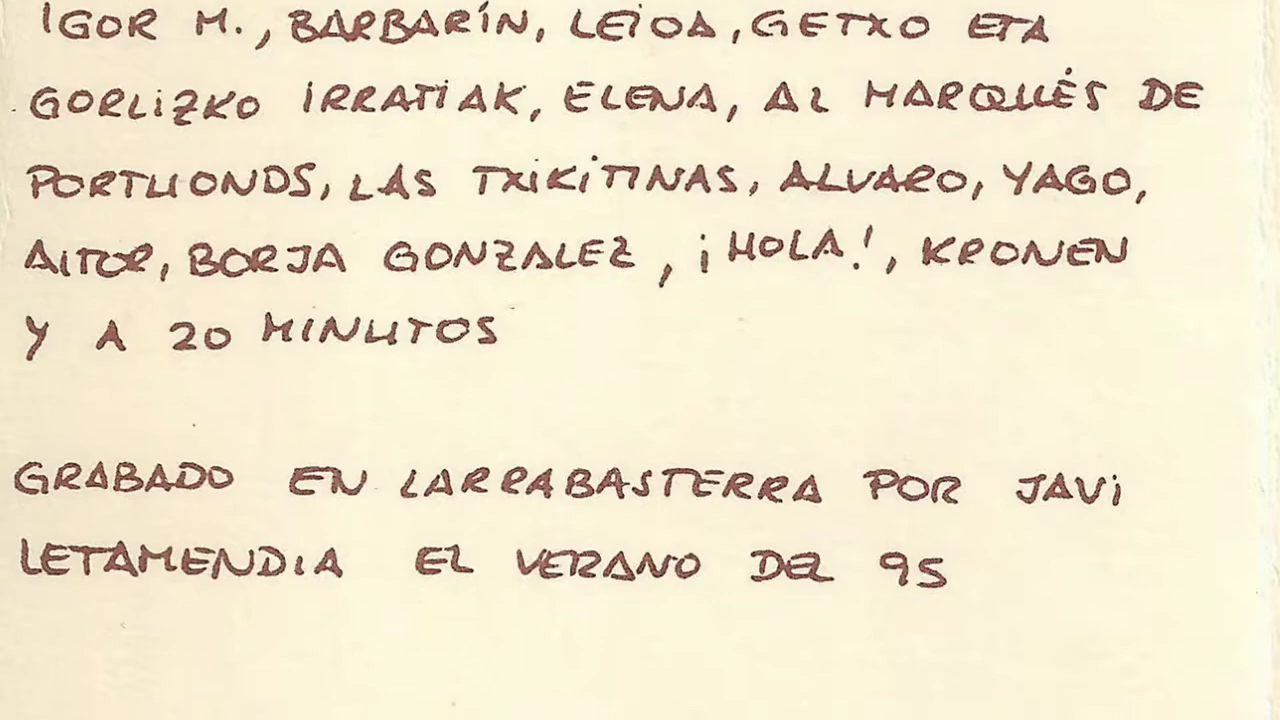 IGOR M., BARBARÍN, LEIOA, GETXO ETA
GORLIZKO IRRATIAK, ELENA, AL MARQUÉS DE
PORTUONDS, LAS TXIKITINAS, ALVARO, YAGO,
AITOR, BORJA GONZALEZ, ¡HOLA!, KRONEN
Y A 20 MINUTOS
GRABADO EN LARRABASTERRA POR JAVI
LETAMENDIA EL VERANO DEL 95